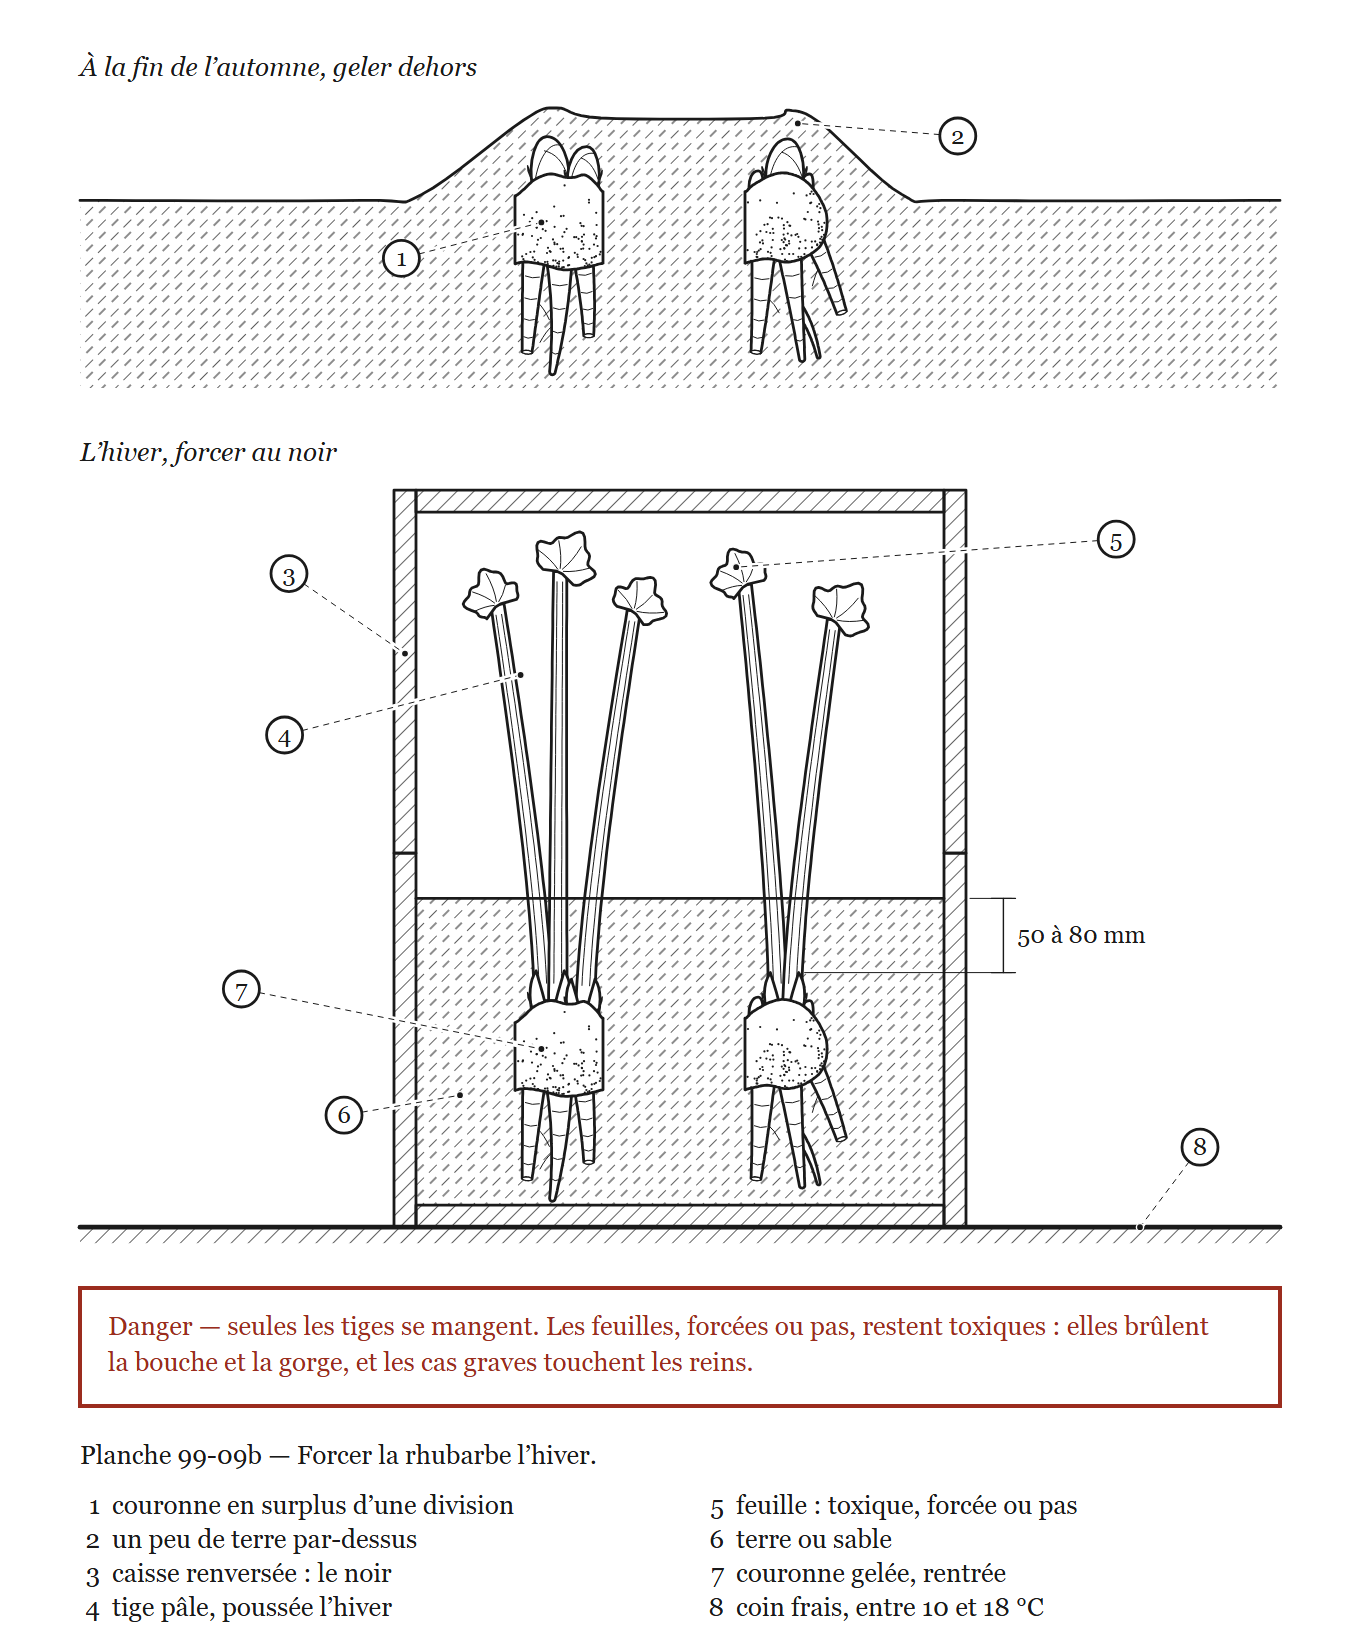 À la fin de l’automne, geler dehors
2
1
L’hiver, forcer au noir
3
5
4
50 à 80 mm
7
6
8
Danger — seules les tiges se mangent. Les feuilles, forcées ou pas, restent toxiques : elles brûlent
la bouche et la gorge, et les cas graves touchent les reins.
Planche 99-09b — Forcer la rhubarbe l’hiver.
1 couronne en surplus d’une division
2 un peu de terre par-dessus
3 caisse renversée : le noir
4 tige pâle, poussée l’hiver
5 feuille : toxique, forcée ou pas
6 terre ou sable
7 couronne gelée, rentrée
8 coin frais, entre 10 et 18 °C